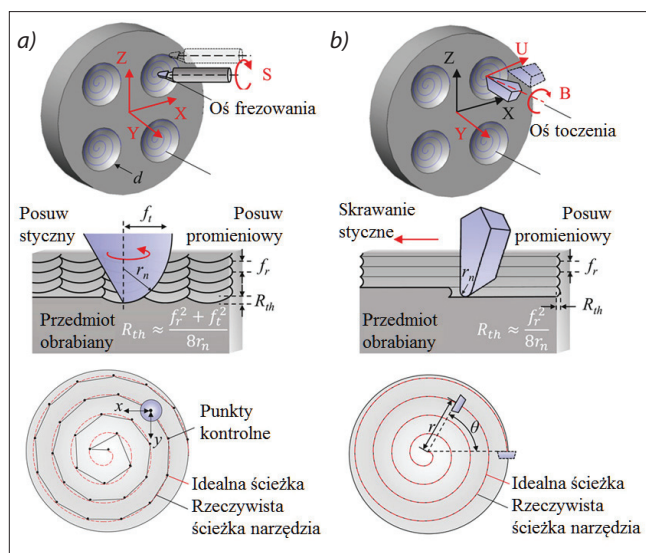 a)
Z
S
Oś frezowania
X
Y
d
Posuw
styczny
f_t
Posuw
promieniowy
r_n
f_r
R_th
Przedmiot
obrabiany
R_th ≈ (f_r^2 + f_t^2) / 8r_n
x
y
Punkty
kontrolne
Idealna ścieżka
Rzeczywista
ścieżka narzędzia
b)
U
Z
B
X
Oś toczenia
Y
Skrawanie
styczne
Posuw
promieniowy
f_r
r_n
R_th
Przedmiot
obrabiany
R_th ≈ f_r^2 / 8r_n
r
θ
Idealna ścieżka
Rzeczywista
ścieżka narzędzia